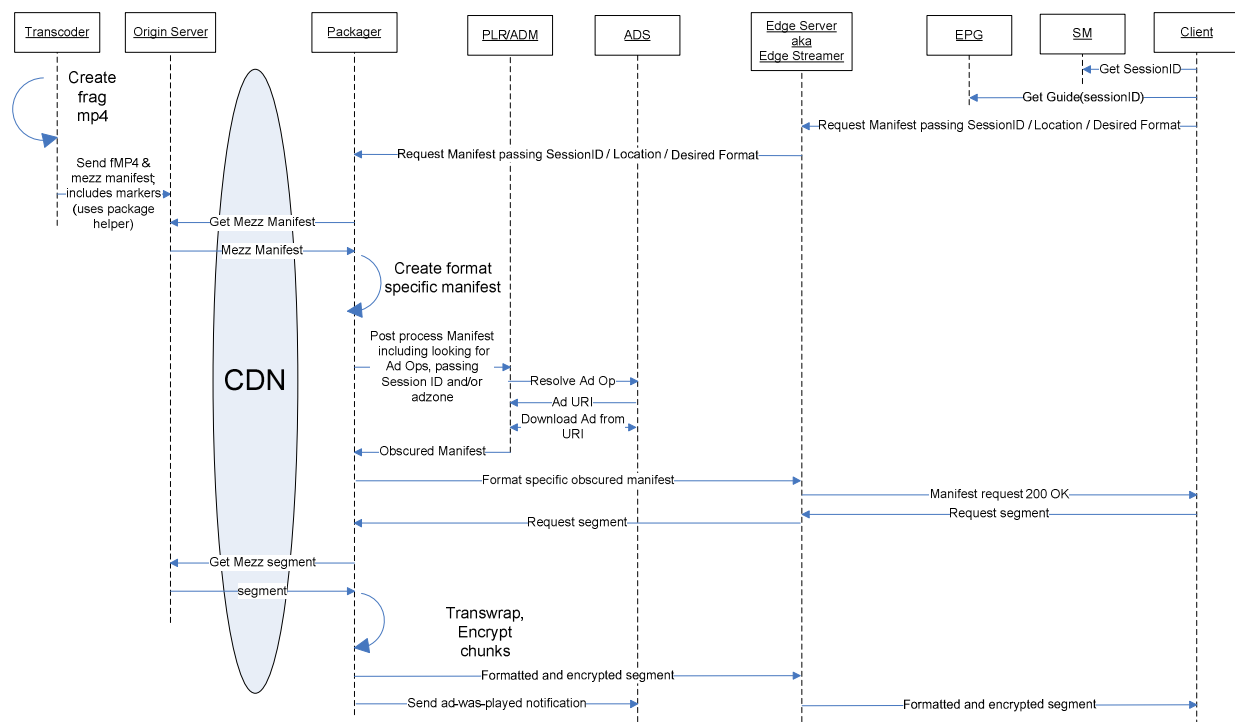 Transcoder
Origin Server
Packager
PLR/ADM
ADS
Edge Server
aka
Edge Streamer
EPG
SM
Client
Get SessionID
Create
frag
mp4
Get Guide(sessionID)
Request Manifest passing SessionID / Location / Desired Format
Request Manifest passing SessionID / Location / Desired Format
Send fMP4 &
mezz manifest;
includes markers
(uses package
helper)
Get Mezz Manifest
Mezz Manifest
Create format
specific manifest
Post process Manifest
including looking for
Ad Ops, passing
Session ID and/or
adzone
CDN
Resolve Ad Op
Ad URI
Download Ad from
URI
Obscured Manifest
Format specific obscured manifest
Manifest request 200 OK
Request segment
Request segment
Get Mezz segment
segment
Transwrap,
Encrypt
chunks
Formatted and encrypted segment
Send ad-was-played notification
Formatted and encrypted segment